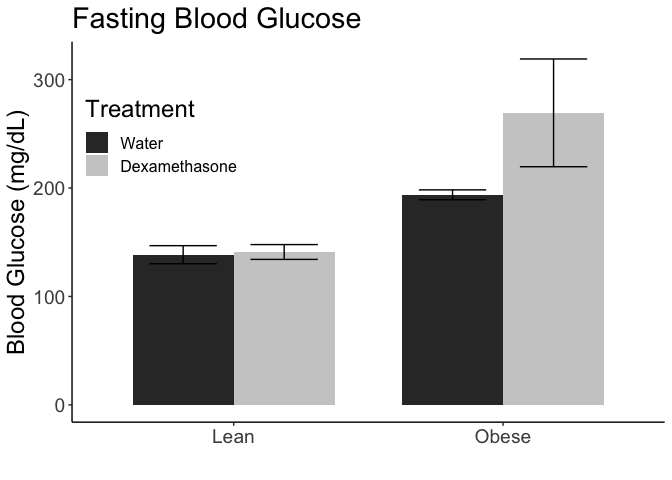 Fasting Blood Glucose
Blood Glucose (mg/dL)
300
200
100
0
Treatment
Water
Dexamethasone
Lean
Obese